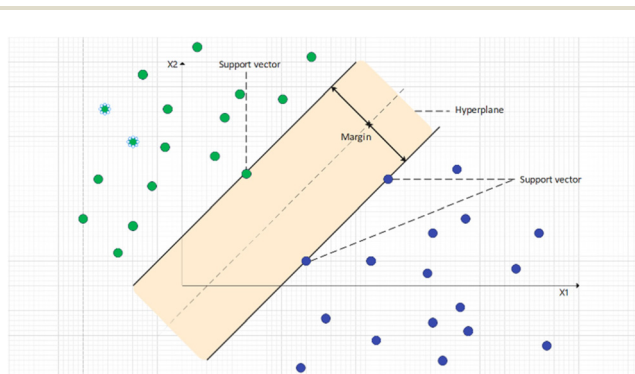 X2
Support vector
Hyperplane
Margin
Support vector
X1